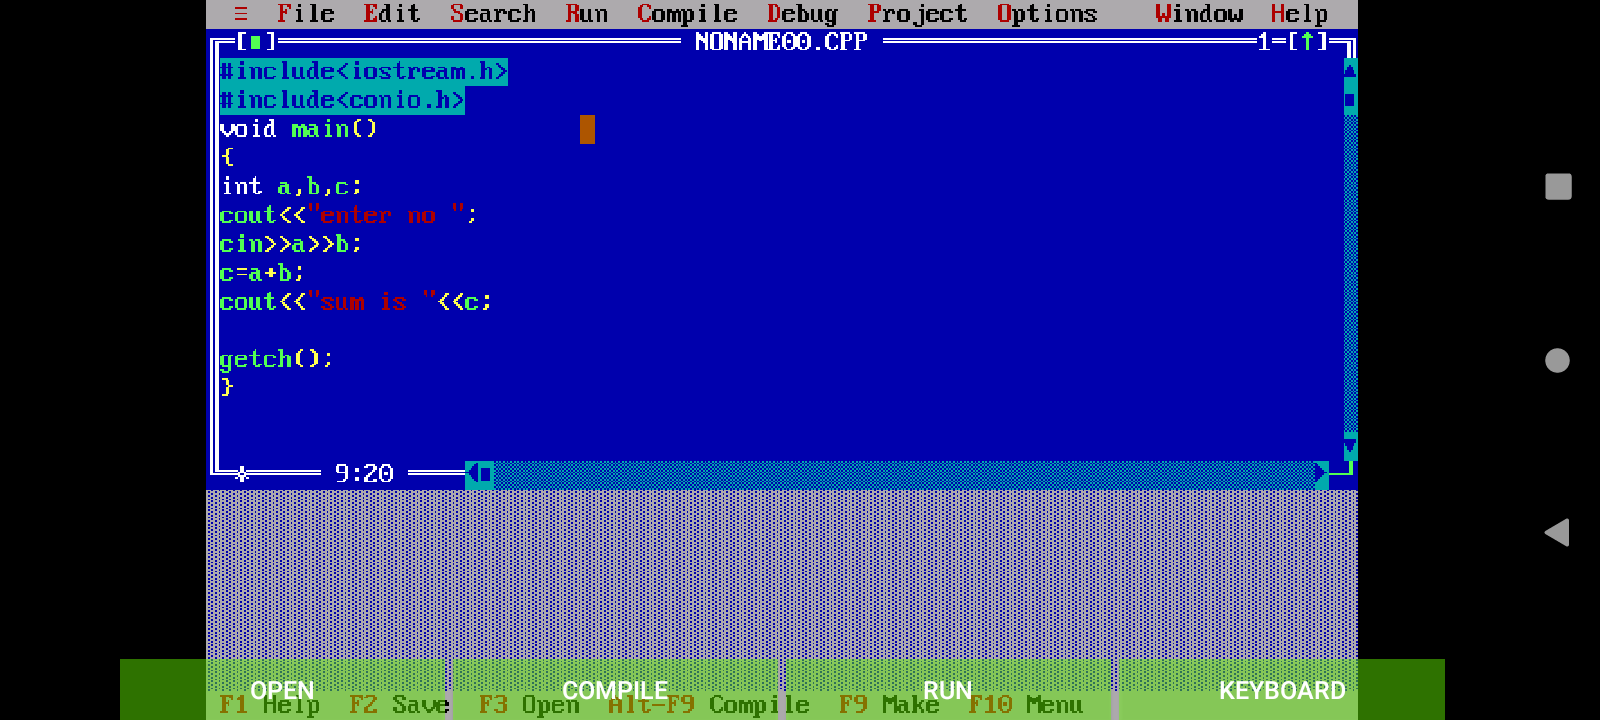 ≡ File Edit Search Run Compile Debug Project Options Window Help
[■] NONAME00.CPP 1=[↑]
#include<iostream.h>
#include<conio.h>
void main()
{
int a,b,c;
cout<<"enter no ";
cin>>a>>b;
c=a+b;
cout<<"sum is "<<c;
getch();
}
9:20
OPEN COMPILE RUN KEYBOARD
F1 Help F2 Save F3 Open Alt-F9 Compile F9 Make F10 Menu